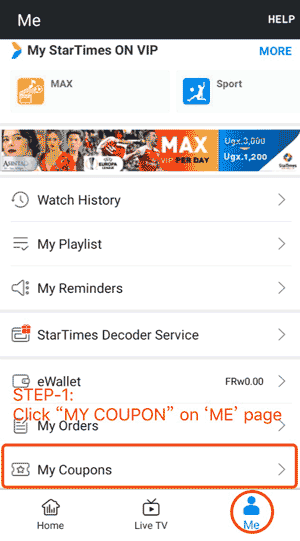 Me
HELP
My StarTimes ON VIP
MORE
MAX
Sport
UEFA
EUROPA
LEAGUE
MAX
VIP PER DAY
Ugx.3,000
Ugx.1,200
StarTimes
Watch History
My Playlist
My Reminders
StarTimes Decoder Service
eWallet
FRw0.00
STEP-1:
Click “MY COUPON” on ‘ME’ page
My Orders
My Coupons
Home
Live TV
Me